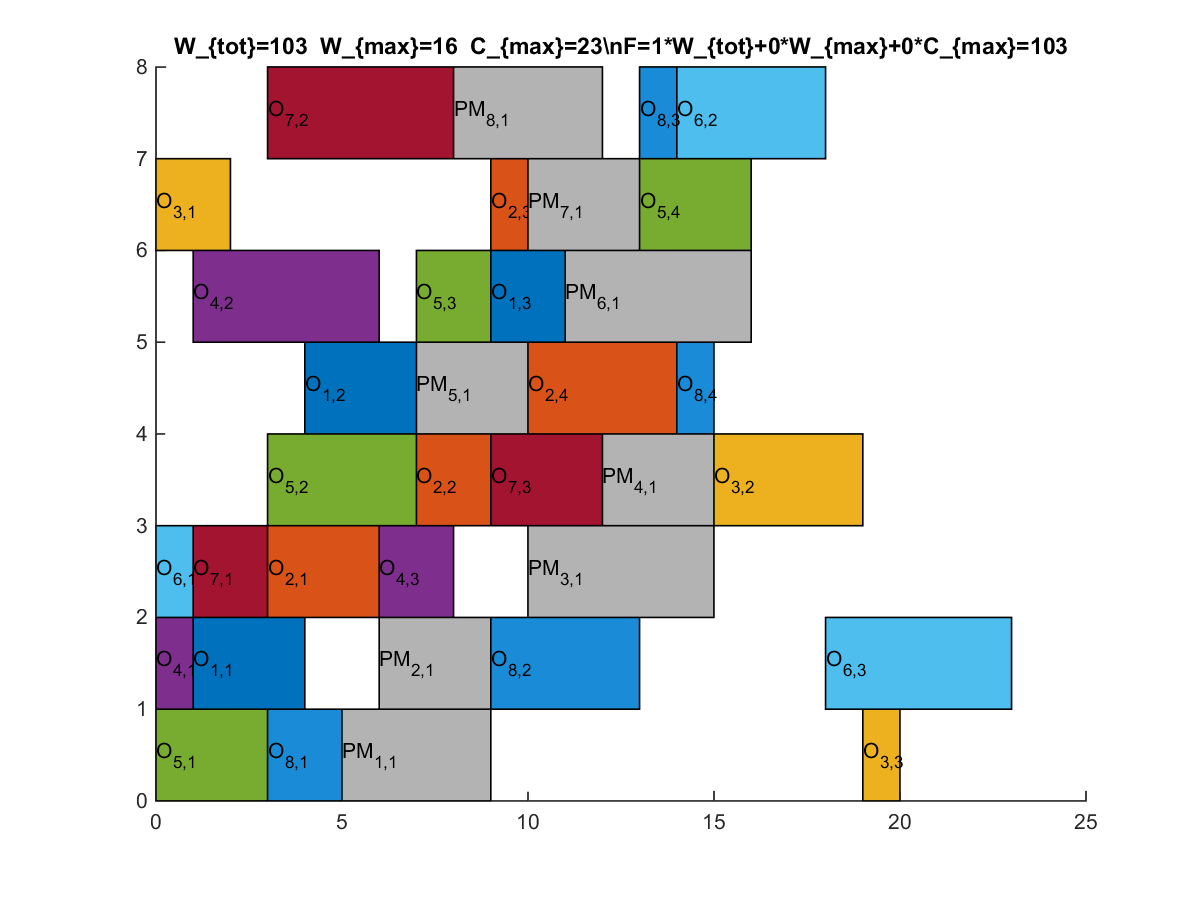 W_{tot}=103 W_{max}=16 C_{max}=23\nF=1*W_{tot}+0*W_{max}+0*C_{max}=103
8
O7,2 PM8,1 O8,3 O6,2
7
O3,1 O2,3 PM7,1 O5,4
6
O4,2 O5,3 O1,3 PM6,1
5
O1,2 PM5,1 O2,4 O8,4
4
O5,2 O2,2 O7,3 PM4,1 O3,2
3
O6,1 O7,1 O2,1 O4,3 PM3,1
2
O4,1 O1,1 PM2,1 O8,2 O6,3
1
O5,1 O8,1 PM1,1 O3,3
0
0 5 10 15 20 25